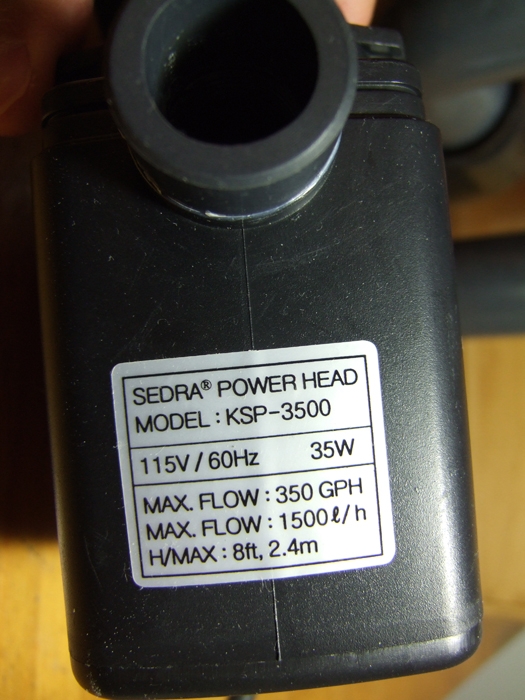 SEDRA® POWER HEAD
MODEL : KSP-3500
115V / 60Hz 35W
MAX. FLOW : 350 GPH
MAX. FLOW : 1500ℓ/h
H/MAX : 8ft, 2.4m